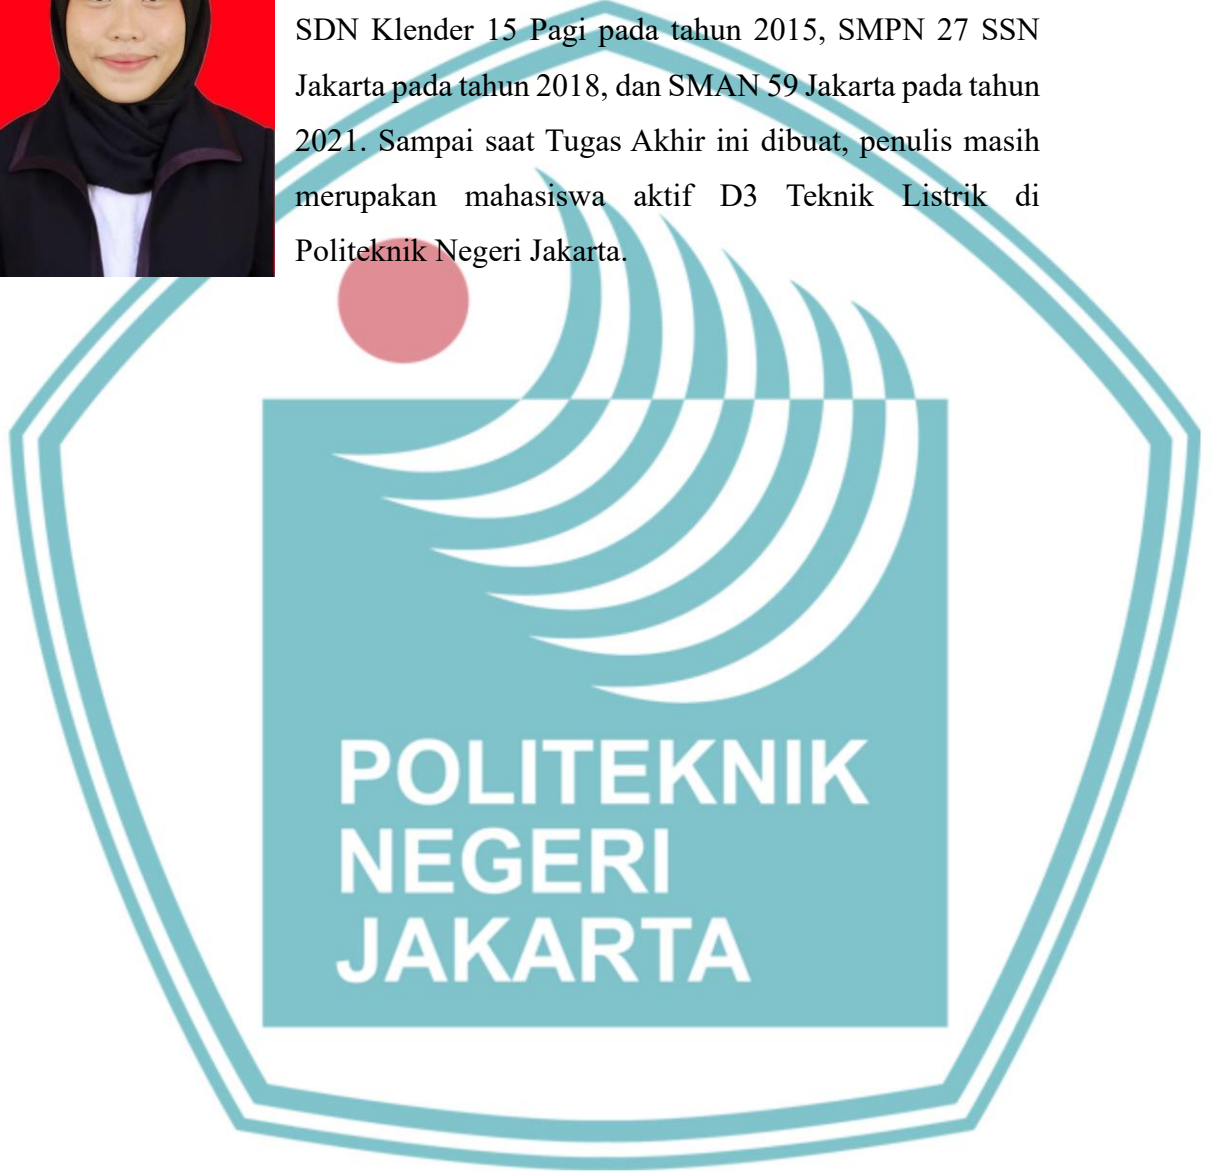 SDN Klender 15 Pagi pada tahun 2015, SMPN 27 SSN
Jakarta pada tahun 2018, dan SMAN 59 Jakarta pada tahun
2021. Sampai saat Tugas Akhir ini dibuat, penulis masih
merupakan mahasiswa aktif D3 Teknik Listrik di
Politeknik Negeri Jakarta.
POLITEKNIK
NEGERI
JAKARTA